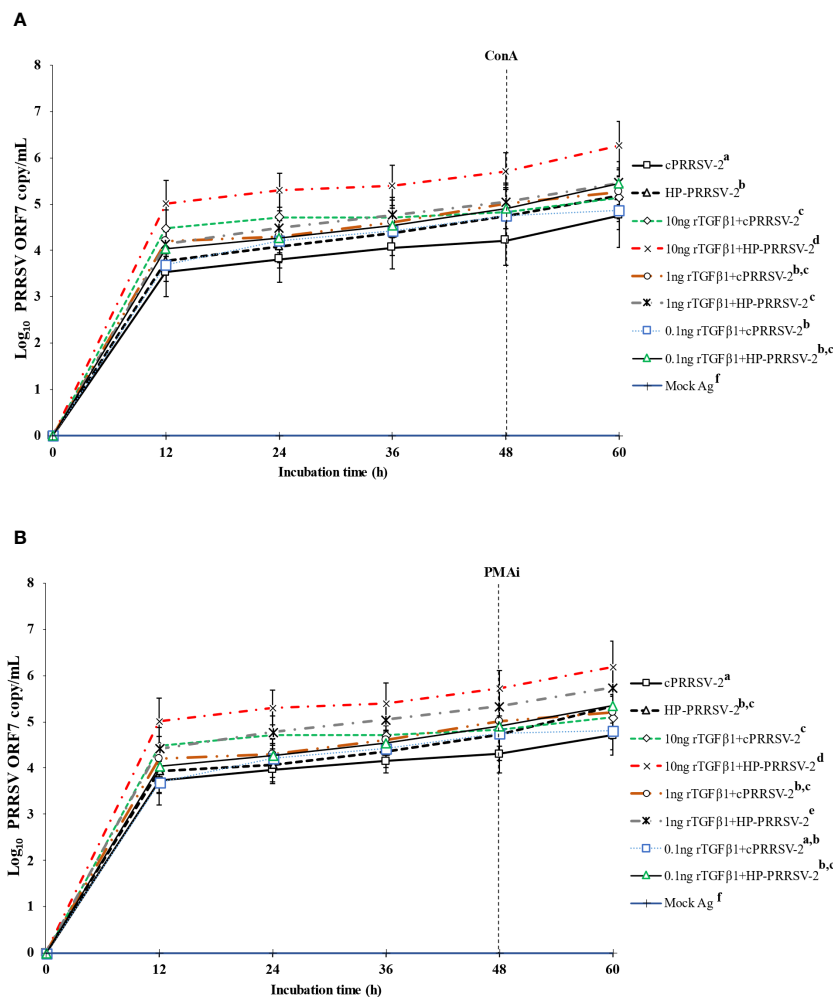 A
ConA
8
7
6
5
4
3
2
1
0
Log₁₀ PRRSV ORF7 copy/mL
0 12 24 36 48 60
Incubation time (h)
cPRRSV-2ᵃ
HP-PRRSV-2ᵇ
10ng rTGFβ1+cPRRSV-2ᶜ
10ng rTGFβ1+HP-PRRSV-2ᵈ
1ng rTGFβ1+cPRRSV-2ᵇ,ᶜ
1ng rTGFβ1+HP-PRRSV-2ᶜ
0.1ng rTGFβ1+cPRRSV-2ᵇ
0.1ng rTGFβ1+HP-PRRSV-2ᵇ,ᶜ
Mock Agᶠ
B
PMAi
8
7
6
5
4
3
2
1
0
Log₁₀ PRRSV ORF7 copy/mL
0 12 24 36 48 60
Incubation time (h)
cPRRSV-2ᵃ
HP-PRRSV-2ᵇ,ᶜ
10ng rTGFβ1+cPRRSV-2ᶜ
10ng rTGFβ1+HP-PRRSV-2ᵈ
1ng rTGFβ1+cPRRSV-2ᵇ,ᶜ
1ng rTGFβ1+HP-PRRSV-2ᵉ
0.1ng rTGFβ1+cPRRSV-2ᵃ,ᵇ
0.1ng rTGFβ1+HP-PRRSV-2ᵇ,ᶜ
Mock Ag ᶠ